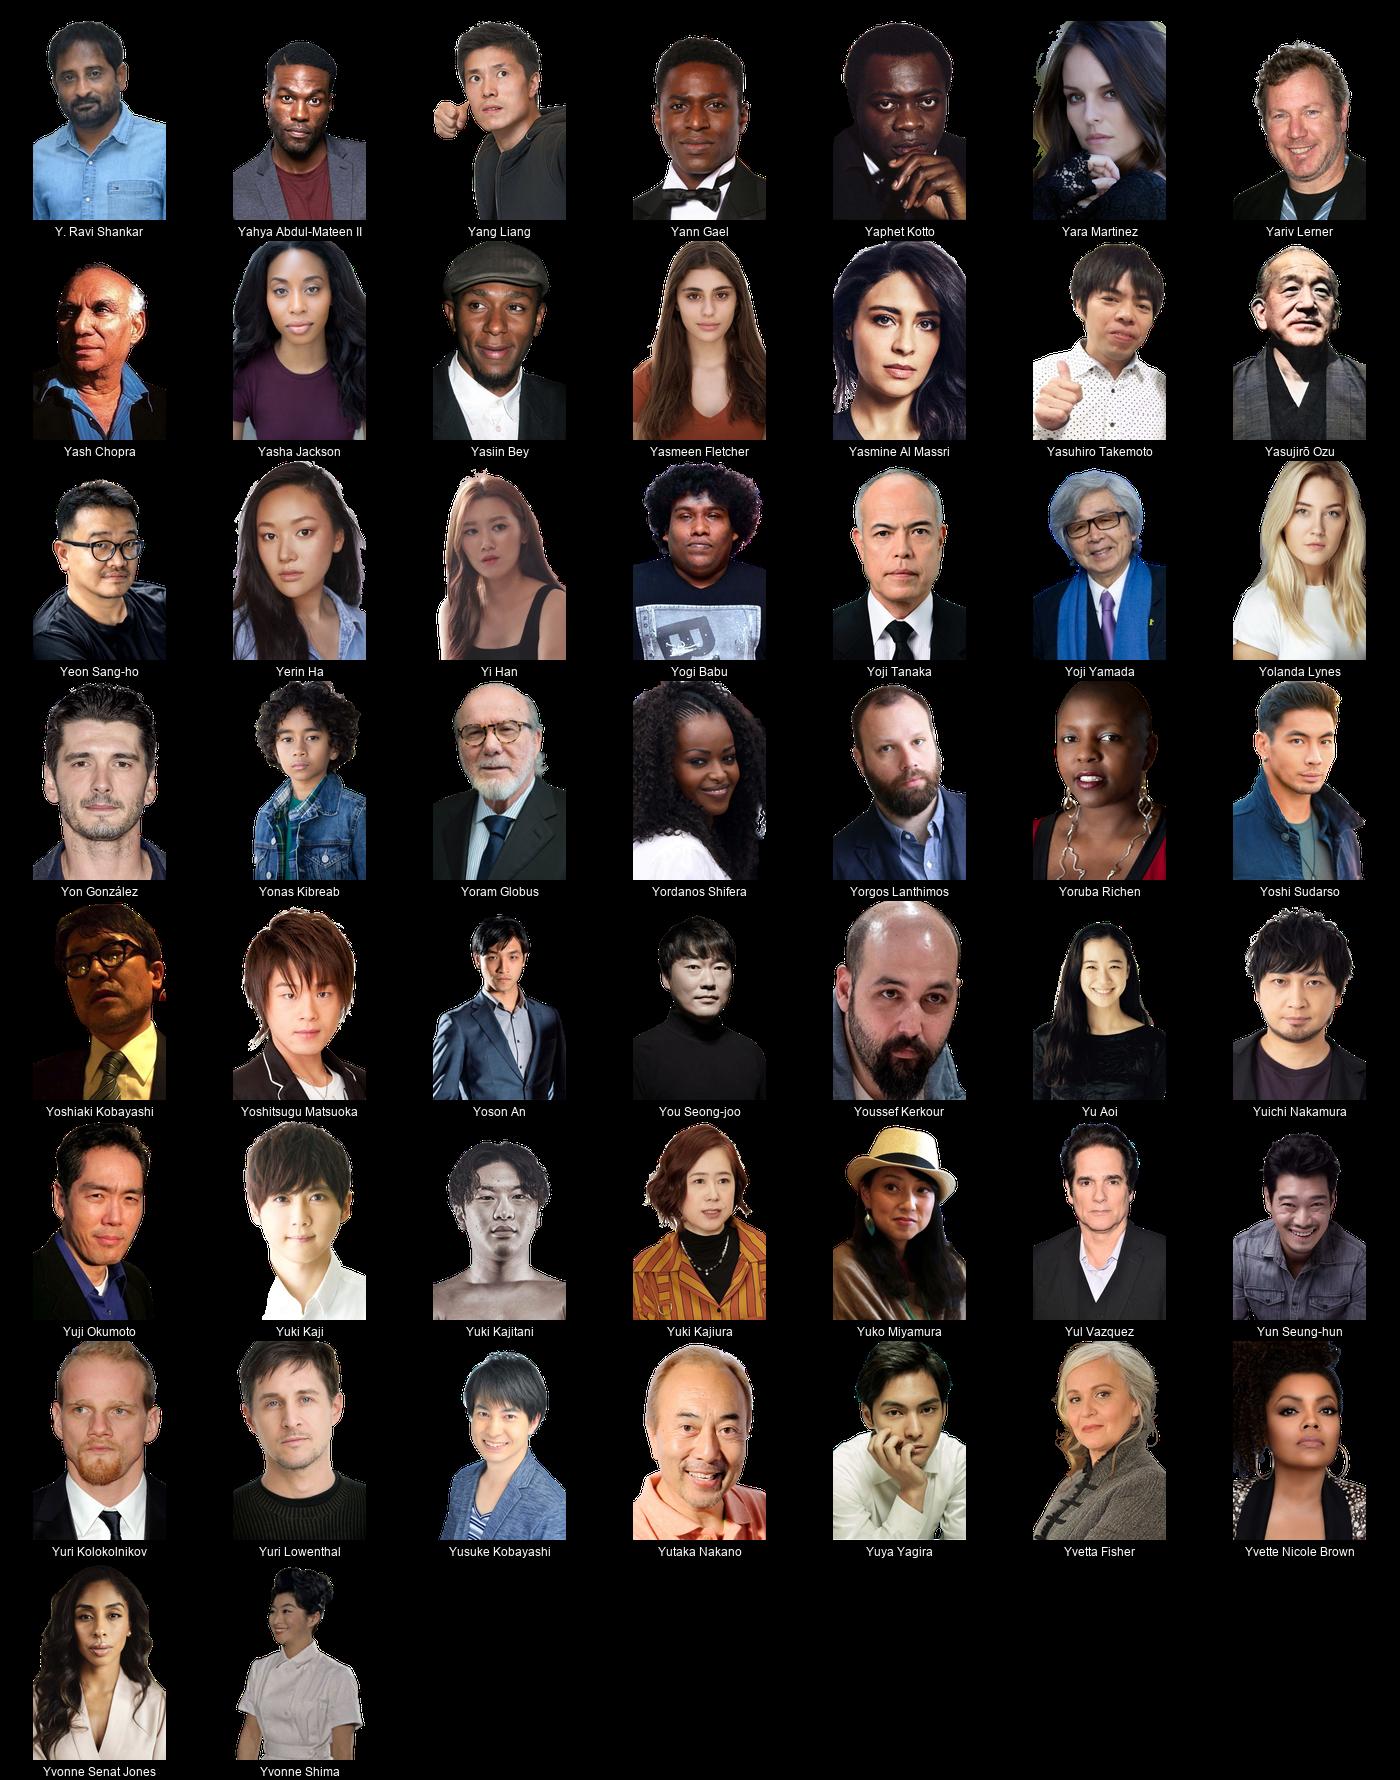 Y. Ravi Shankar
Yahya Abdul-Mateen II
Yang Liang
Yann Gael
Yaphet Kotto
Yara Martinez
Yariv Lerner
Yash Chopra
Yasha Jackson
Yasiin Bey
Yasmeen Fletcher
Yasmine Al Massri
Yasuhiro Takemoto
Yasujirō Ozu
Yeon Sang-ho
Yerin Ha
Yi Han
Yogi Babu
Yoji Tanaka
Yoji Yamada
Yolanda Lynes
Yon González
Yonas Kibreab
Yoram Globus
Yordanos Shifera
Yorgos Lanthimos
Yoruba Richen
Yoshi Sudarso
Yoshiaki Kobayashi
Yoshitsugu Matsuoka
Yoson An
You Seong-joo
Youssef Kerkour
Yu Aoi
Yuichi Nakamura
Yuji Okumoto
Yuki Kaji
Yuki Kajitani
Yuki Kajiura
Yuko Miyamura
Yul Vazquez
Yun Seung-hun
Yuri Kolokolnikov
Yuri Lowenthal
Yusuke Kobayashi
Yutaka Nakano
Yuya Yagira
Yvetta Fisher
Yvette Nicole Brown
Yvonne Senat Jones
Yvonne Shima